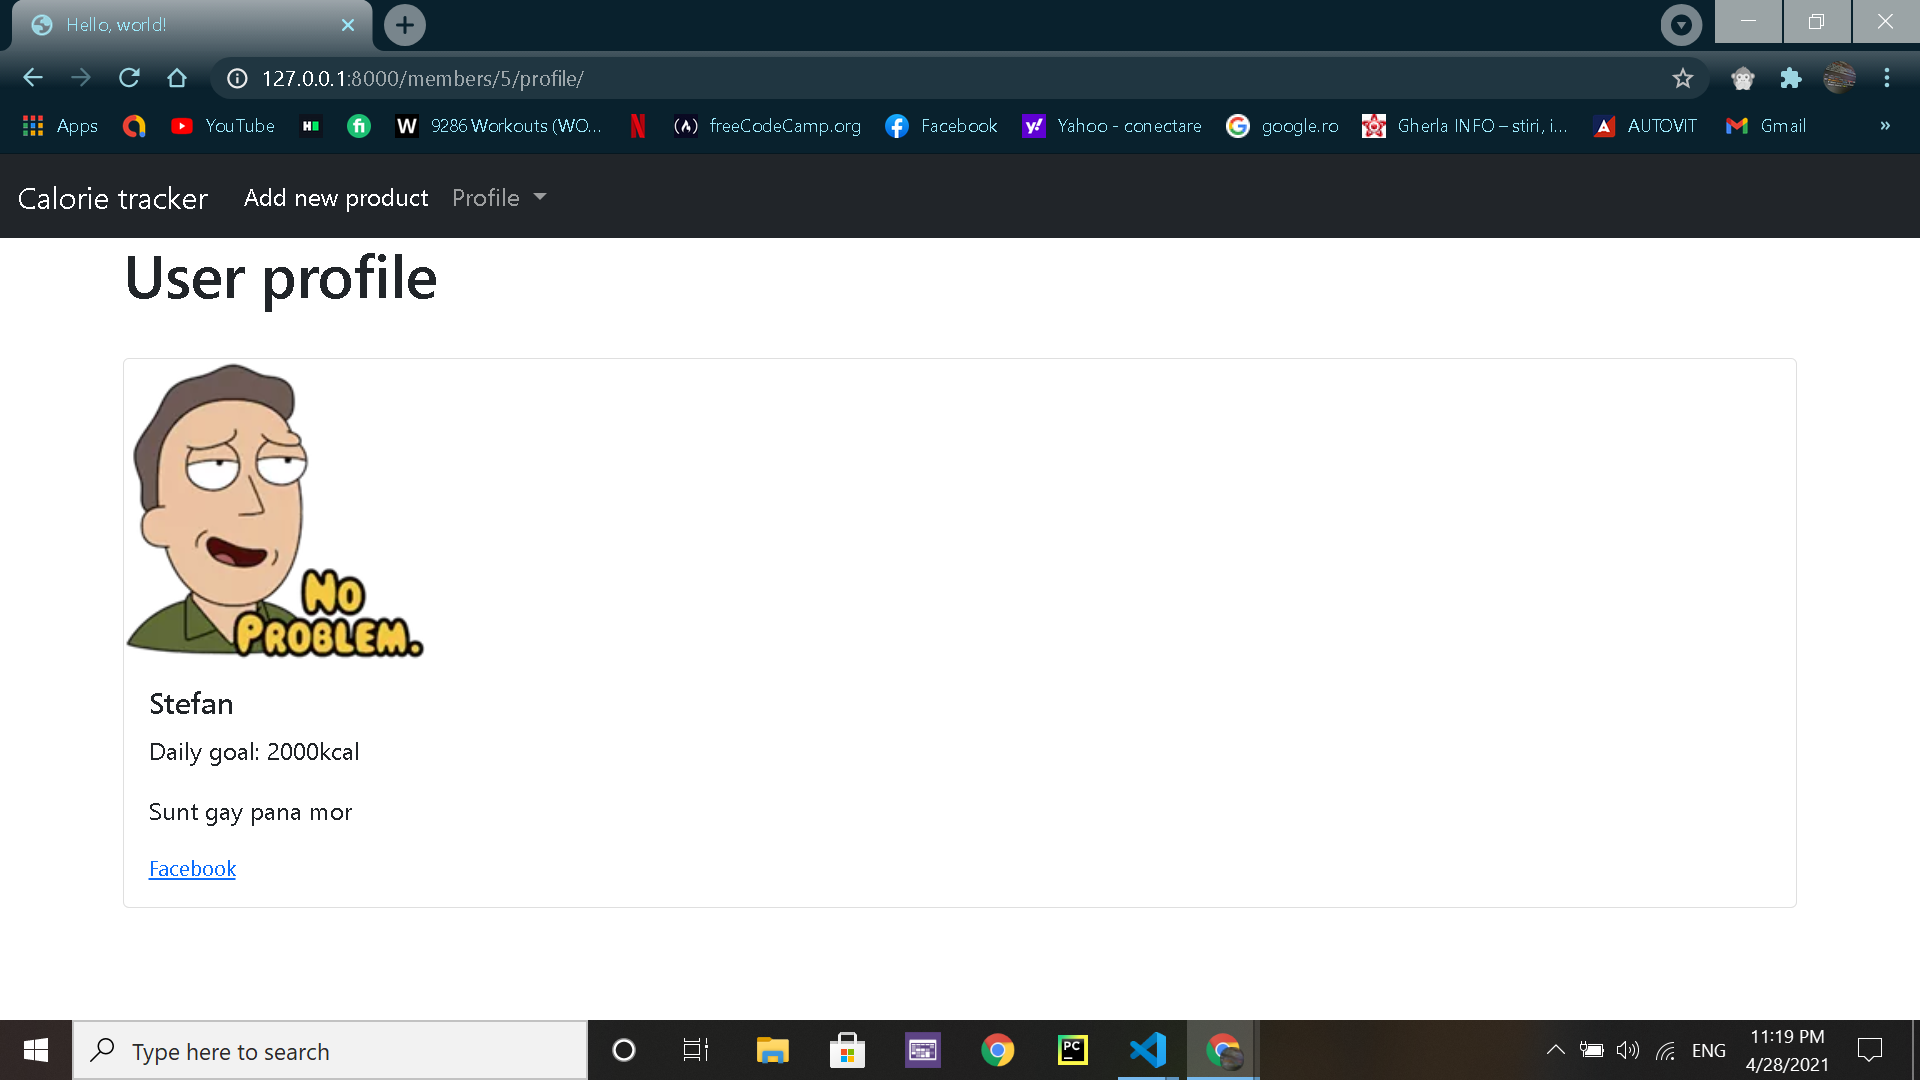 Hello, world!
127.0.0.1:8000/members/5/profile/
Apps
YouTube
H
fi
W
9286 Workouts (WO...
N
(A) freeCodeCamp.org
Facebook
y!
Yahoo - conectare
G
google.ro
Gherla INFO – stiri, i...
AUTOVIT
Gmail
»
Calorie tracker
Add new product
Profile
User profile
NO
PROBLEM.
Stefan
Daily goal: 2000kcal
Sunt gay pana mor
Facebook
Type here to search
PC
ENG
11:19 PM
4/28/2021